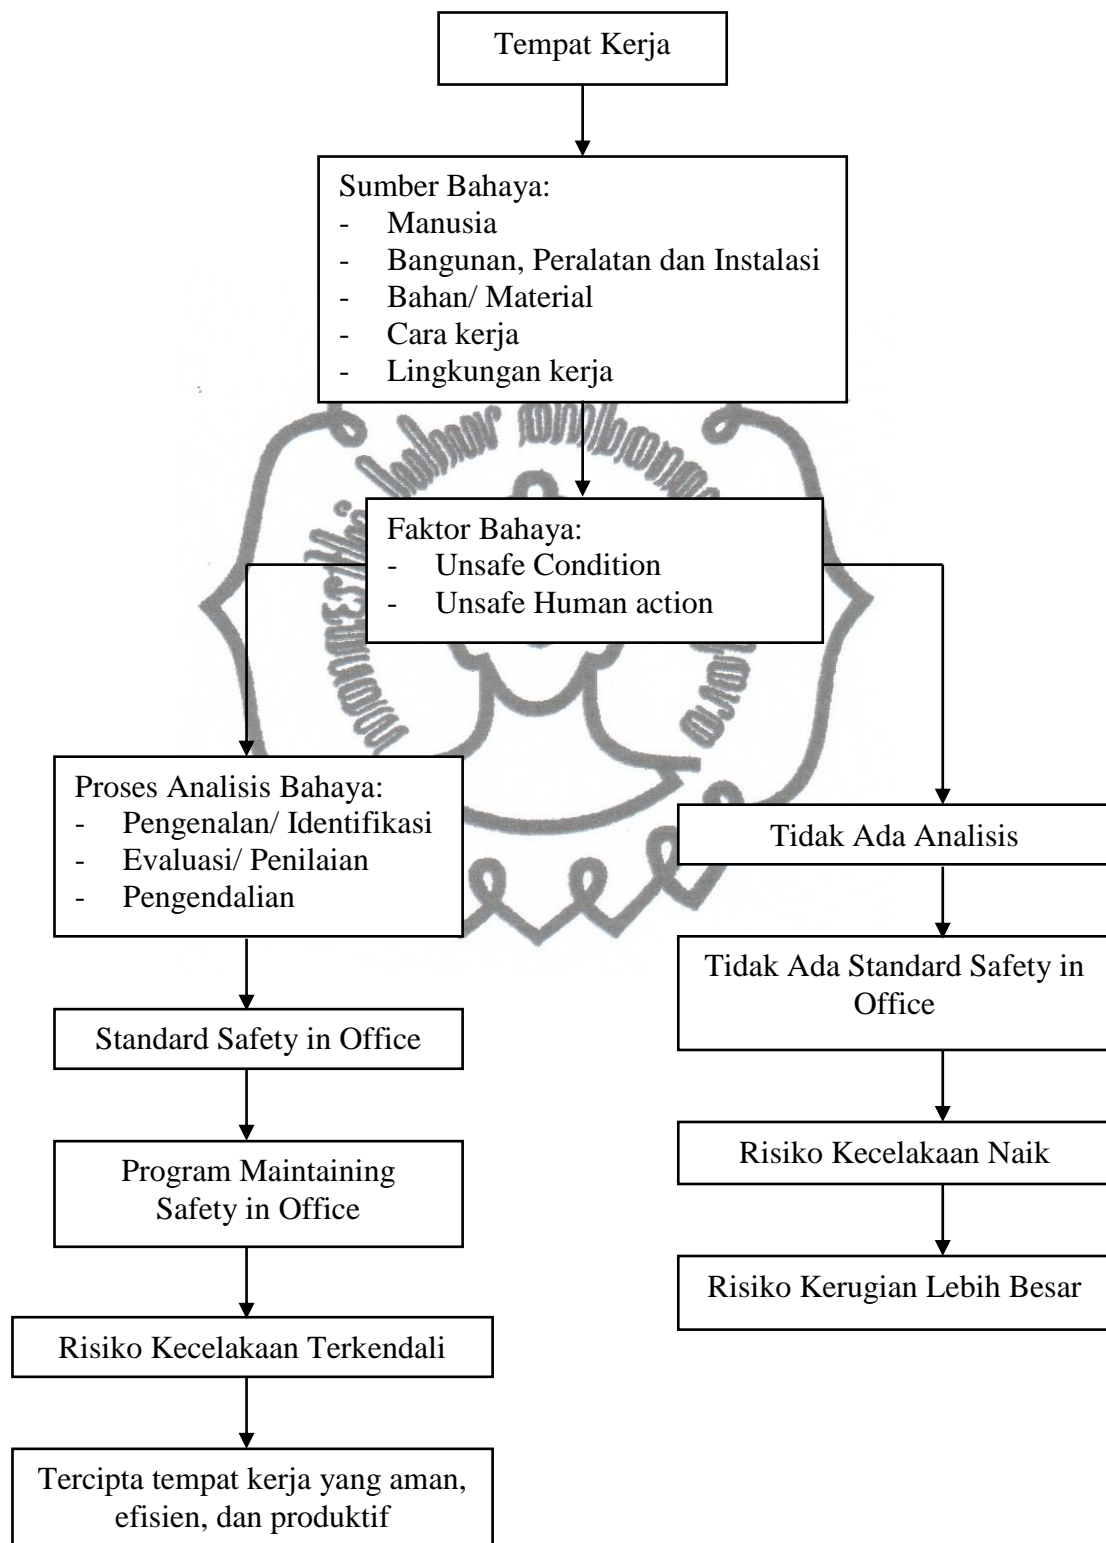 Tempat Kerja
Sumber Bahaya:
- Manusia
- Bangunan, Peralatan dan Instalasi
- Bahan/ Material
- Cara kerja
- Lingkungan kerja
Faktor Bahaya:
- Unsafe Condition
- Unsafe Human action
Proses Analisis Bahaya:
- Pengenalan/ Identifikasi
- Evaluasi/ Penilaian
- Pengendalian
Standard Safety in Office
Program Maintaining
Safety in Office
Risiko Kecelakaan Terkendali
Tercipta tempat kerja yang aman,
efisien, dan produktif
Tidak Ada Analisis
Tidak Ada Standard Safety in
Office
Risiko Kecelakaan Naik
Risiko Kerugian Lebih Besar